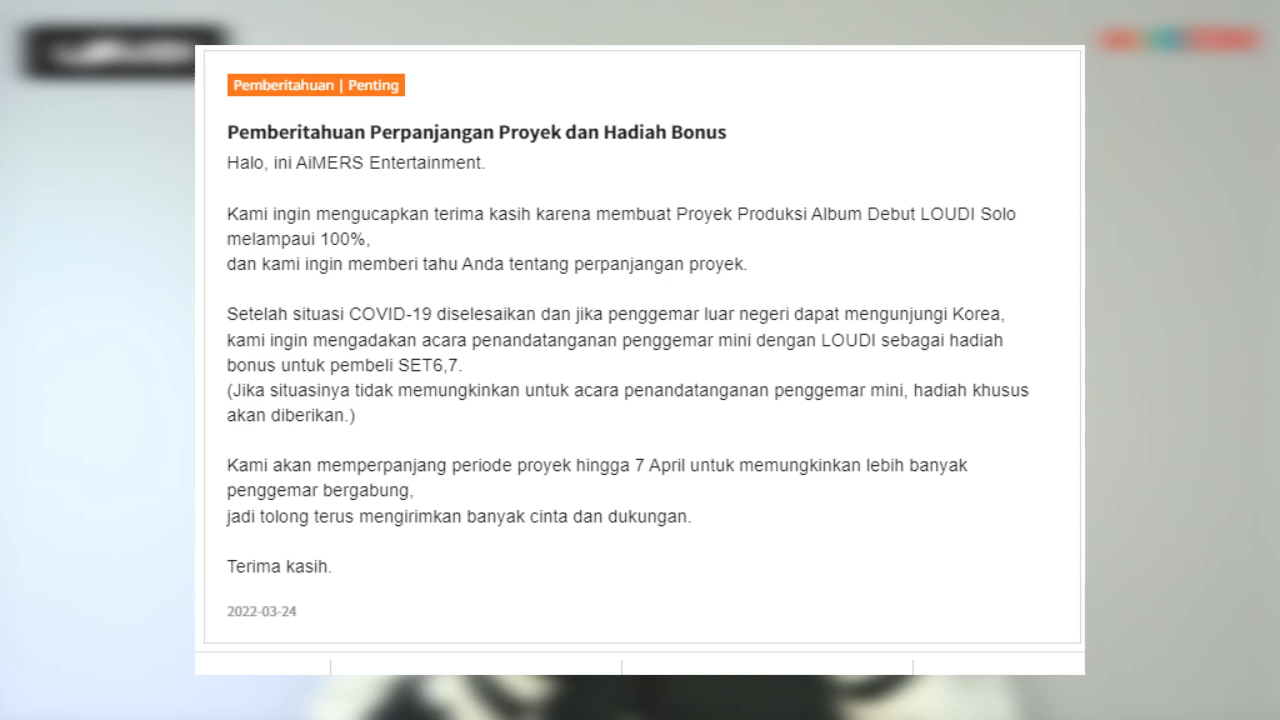 Pemberitahuan | Penting
Pemberitahuan Perpanjangan Proyek dan Hadiah Bonus
Halo, ini AiMERS Entertainment.
Kami ingin mengucapkan terima kasih karena membuat Proyek Produksi Album Debut LOUDI Solo
melampaui 100%,
dan kami ingin memberi tahu Anda tentang perpanjangan proyek.
Setelah situasi COVID-19 diselesaikan dan jika penggemar luar negeri dapat mengunjungi Korea,
kami ingin mengadakan acara penandatanganan penggemar mini dengan LOUDI sebagai hadiah
bonus untuk pembeli SET6,7.
(Jika situasinya tidak memungkinkan untuk acara penandatanganan penggemar mini, hadiah khusus
akan diberikan.)
Kami akan memperpanjang periode proyek hingga 7 April untuk memungkinkan lebih banyak
penggemar bergabung,
jadi tolong terus mengirimkan banyak cinta dan dukungan.
Terima kasih.
2022-03-24